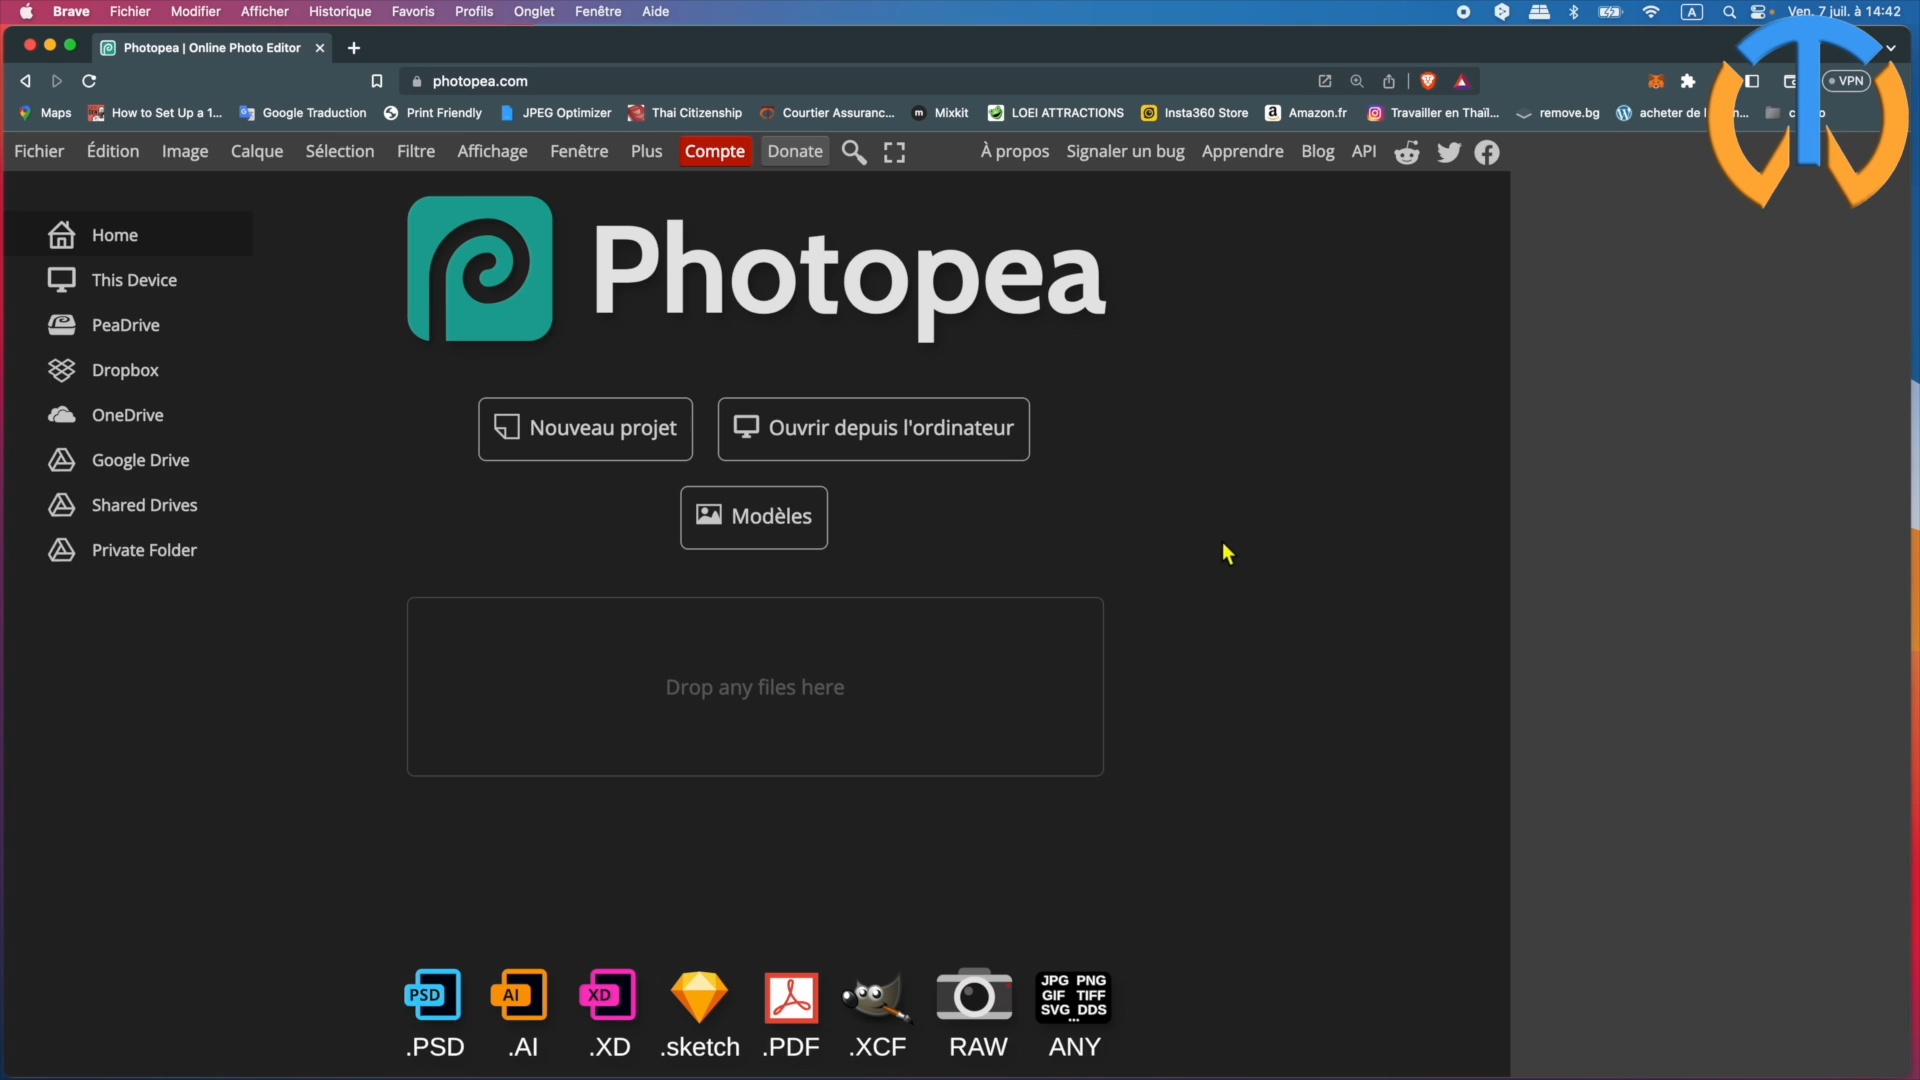 Brave Fichier Modifier Afficher Historique Favoris Profils Onglet Fenêtre Aide A Ven. 7 juil. à 14:42
Photopea | Online Photo Editor
photopea.com VPN
Maps How to Set Up a 1... Google Traduction Print Friendly JPEG Optimizer Thai Citizenship Courtier Assuranc... Mixkit LOEI ATTRACTIONS Insta360 Store Amazon.fr Travailler en Thaïl... remove.bg acheter de
Fichier Édition Image Calque Sélection Filtre Affichage Fenêtre Plus Compte Donate À propos Signaler un bug Apprendre Blog API
Photopea
Home
This Device
PeaDrive
Dropbox
OneDrive
Google Drive
Shared Drives
Private Folder
Nouveau projet Ouvrir depuis l'ordinateur
Modèles
Drop any files here
PSD AI XD JPG PNG
GIF TIFF
SVG DDS
...
.PSD .AI .XD .sketch .PDF .XCF RAW ANY